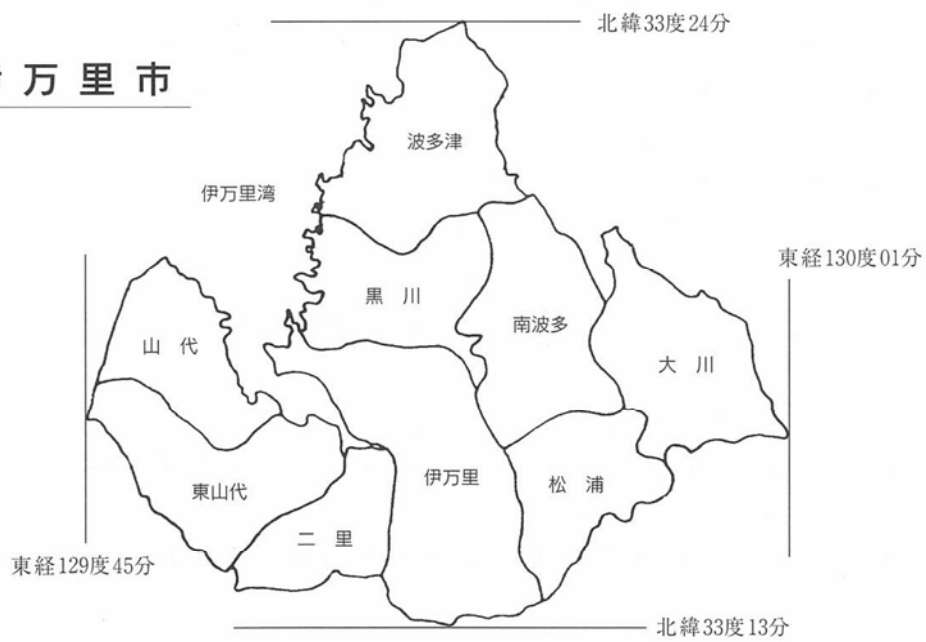 北緯33度24分
万里市
波多津
伊万里湾
東経130度01分
黒川
南波多
山代
大川
伊万里
松浦
東山代
二里
東経129度45分
北緯33度13分